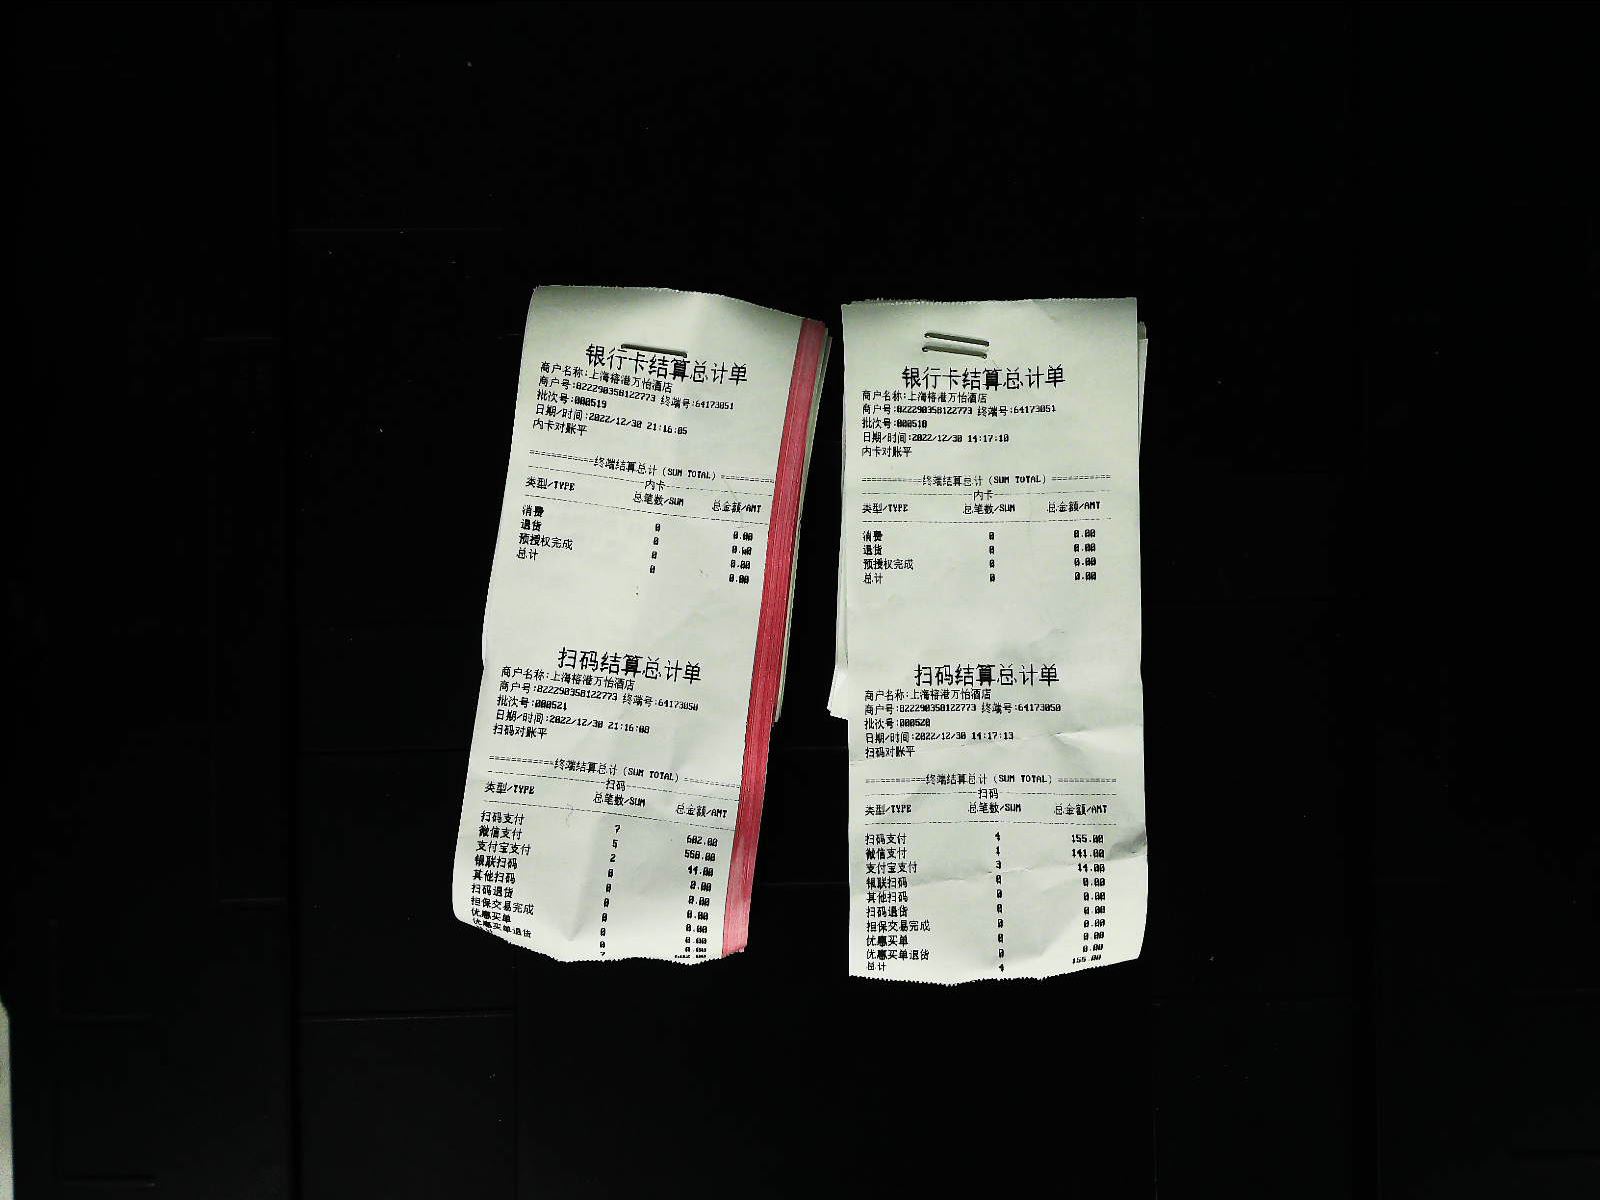 银行卡结算总计单
商户名称:上海榕港万怡酒店
商户号:822290358122773 终端号:64173051
批次号:000519
日期/时间:2022/12/30 21:16:05
内卡对账平
============终端结算总计(SUM TOTAL)============
内卡
类型/TYPE 总笔数/SUM 总金额/AMT
消费 0 0.00
退货 0 0.00
预授权完成 0 0.00
总计 0 0.00
扫码结算总计单
商户名称:上海榕港万怡酒店
商户号:822290358122773 终端号:64173050
批次号:000521
日期/时间:2022/12/30 21:16:08
扫码对账平
============终端结算总计(SUM TOTAL)============
扫码
类型/TYPE 总笔数/SUM 总金额/AMT
扫码支付 7 602.00
微信支付 5 558.00
支付宝支付 2 44.00
银联扫码 0 0.00
其他扫码 0 0.00
扫码退货 0 0.00
担保交易完成 0 0.00
优惠买单 0 0.00
优惠买单退货 0 0.00
7
银行卡结算总计单
商户名称:上海榕港万怡酒店
商户号:822290358122773 终端号:64173051
批次号:000518
日期/时间:2022/12/30 14:17:10
内卡对账平
============终端结算总计(SUM TOTAL)============
内卡
类型/TYPE 总笔数/SUM 总金额/AMT
消费 0 0.00
退货 0 0.00
预授权完成 0 0.00
总计 0 0.00
扫码结算总计单
商户名称:上海榕港万怡酒店
商户号:822290358122773 终端号:64173050
批次号:000520
日期/时间:2022/12/30 14:17:13
扫码对账平
============终端结算总计(SUM TOTAL)============
扫码
类型/TYPE 总笔数/SUM 总金额/AMT
扫码支付 4 155.00
微信支付 1 141.00
支付宝支付 3 14.00
银联扫码 0 0.00
其他扫码 0 0.00
扫码退货 0 0.00
担保交易完成 0 0.00
优惠买单 0 0.00
优惠买单退货 0 0.00
总计 4 155.00